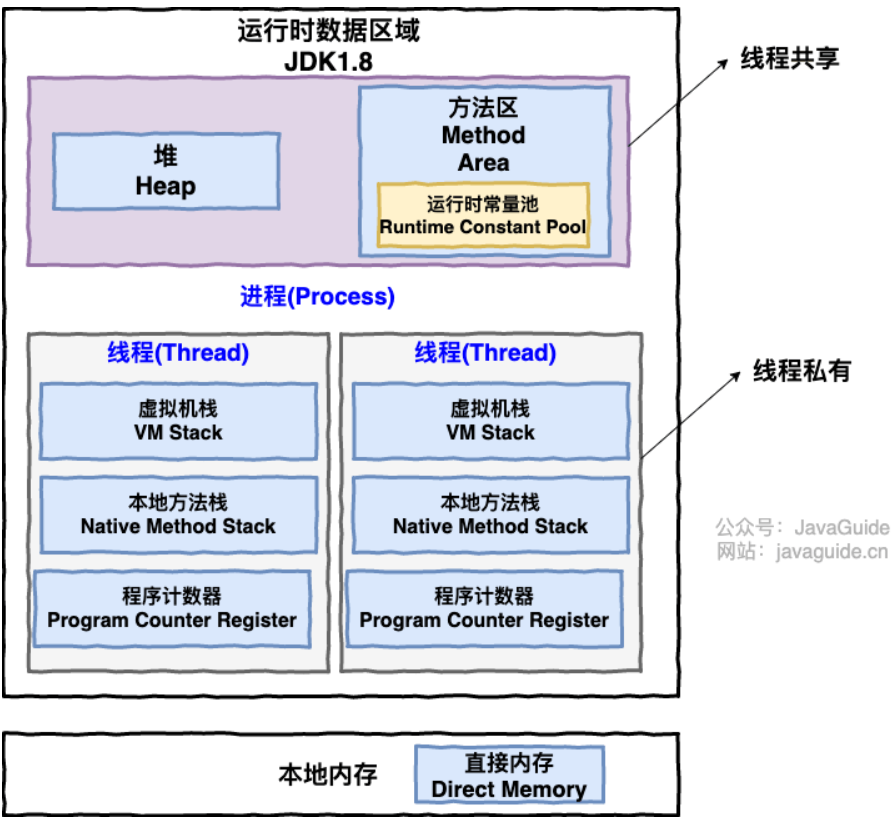 运行时数据区域
JDK1.8
线程共享
堆
Heap
方法区
Method
Area
运行时常量池
Runtime Constant Pool
进程(Process)
线程(Thread)
虚拟机栈
VM Stack
本地方法栈
Native Method Stack
程序计数器
Program Counter Register
线程(Thread)
虚拟机栈
VM Stack
本地方法栈
Native Method Stack
程序计数器
Program Counter Register
线程私有
公众号：JavaGuide
网站：javaguide.cn
本地内存
直接内存
Direct Memory